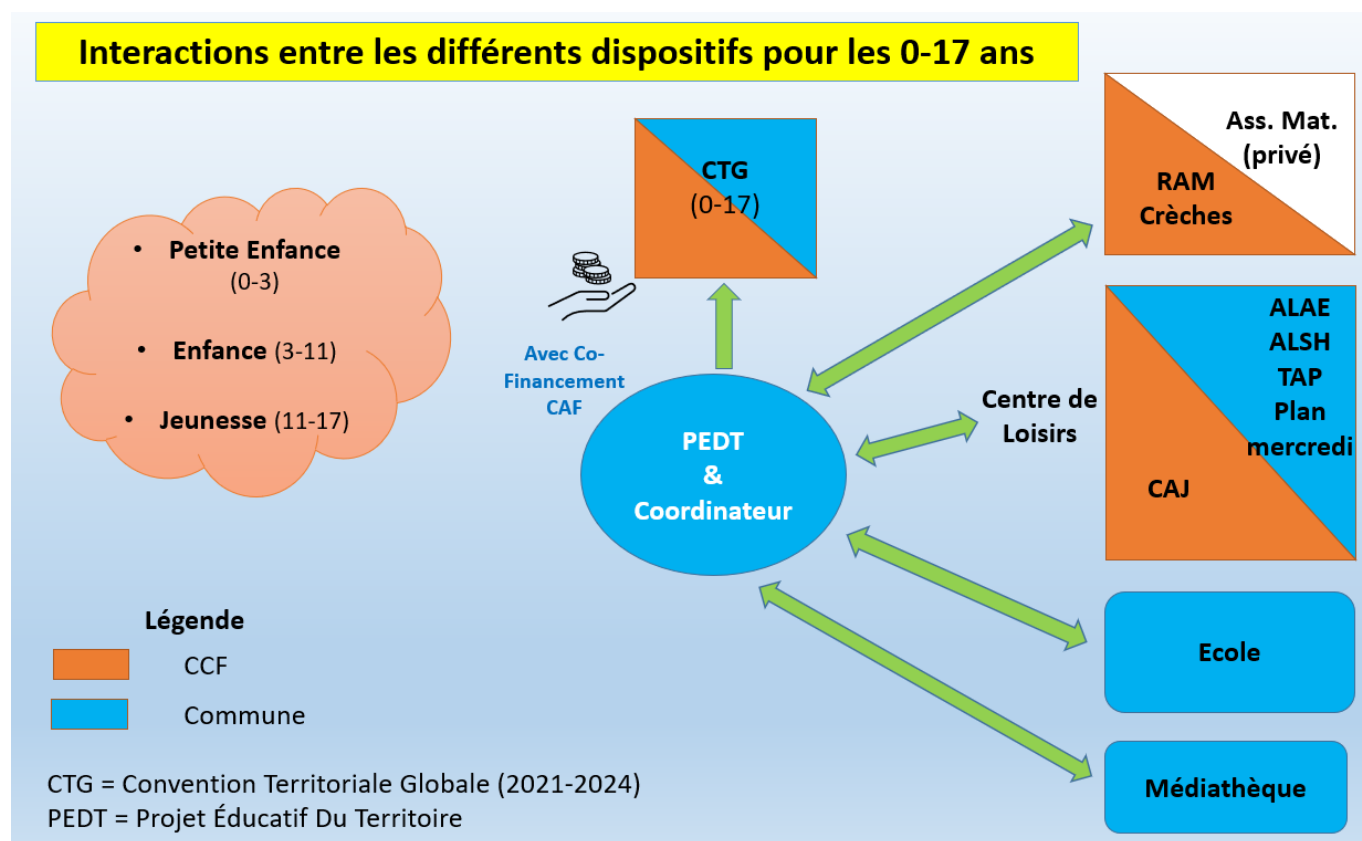 Interactions entre les différents dispositifs pour les 0-17 ans
• Petite Enfance
(0-3)
• Enfance (3-11)
• Jeunesse (11-17)
CTG
(0-17)
Avec Co-
Financement
CAF
PEDT
&
Coordinateur
Ass. Mat.
(privé)
RAM
Crèches
Centre de
Loisirs
ALAE
ALSH
TAP
Plan
mercredi
CAJ
Ecole
Médiathèque
Légende
CCF
Commune
CTG = Convention Territoriale Globale (2021-2024)
PEDT = Projet Éducatif Du Territoire